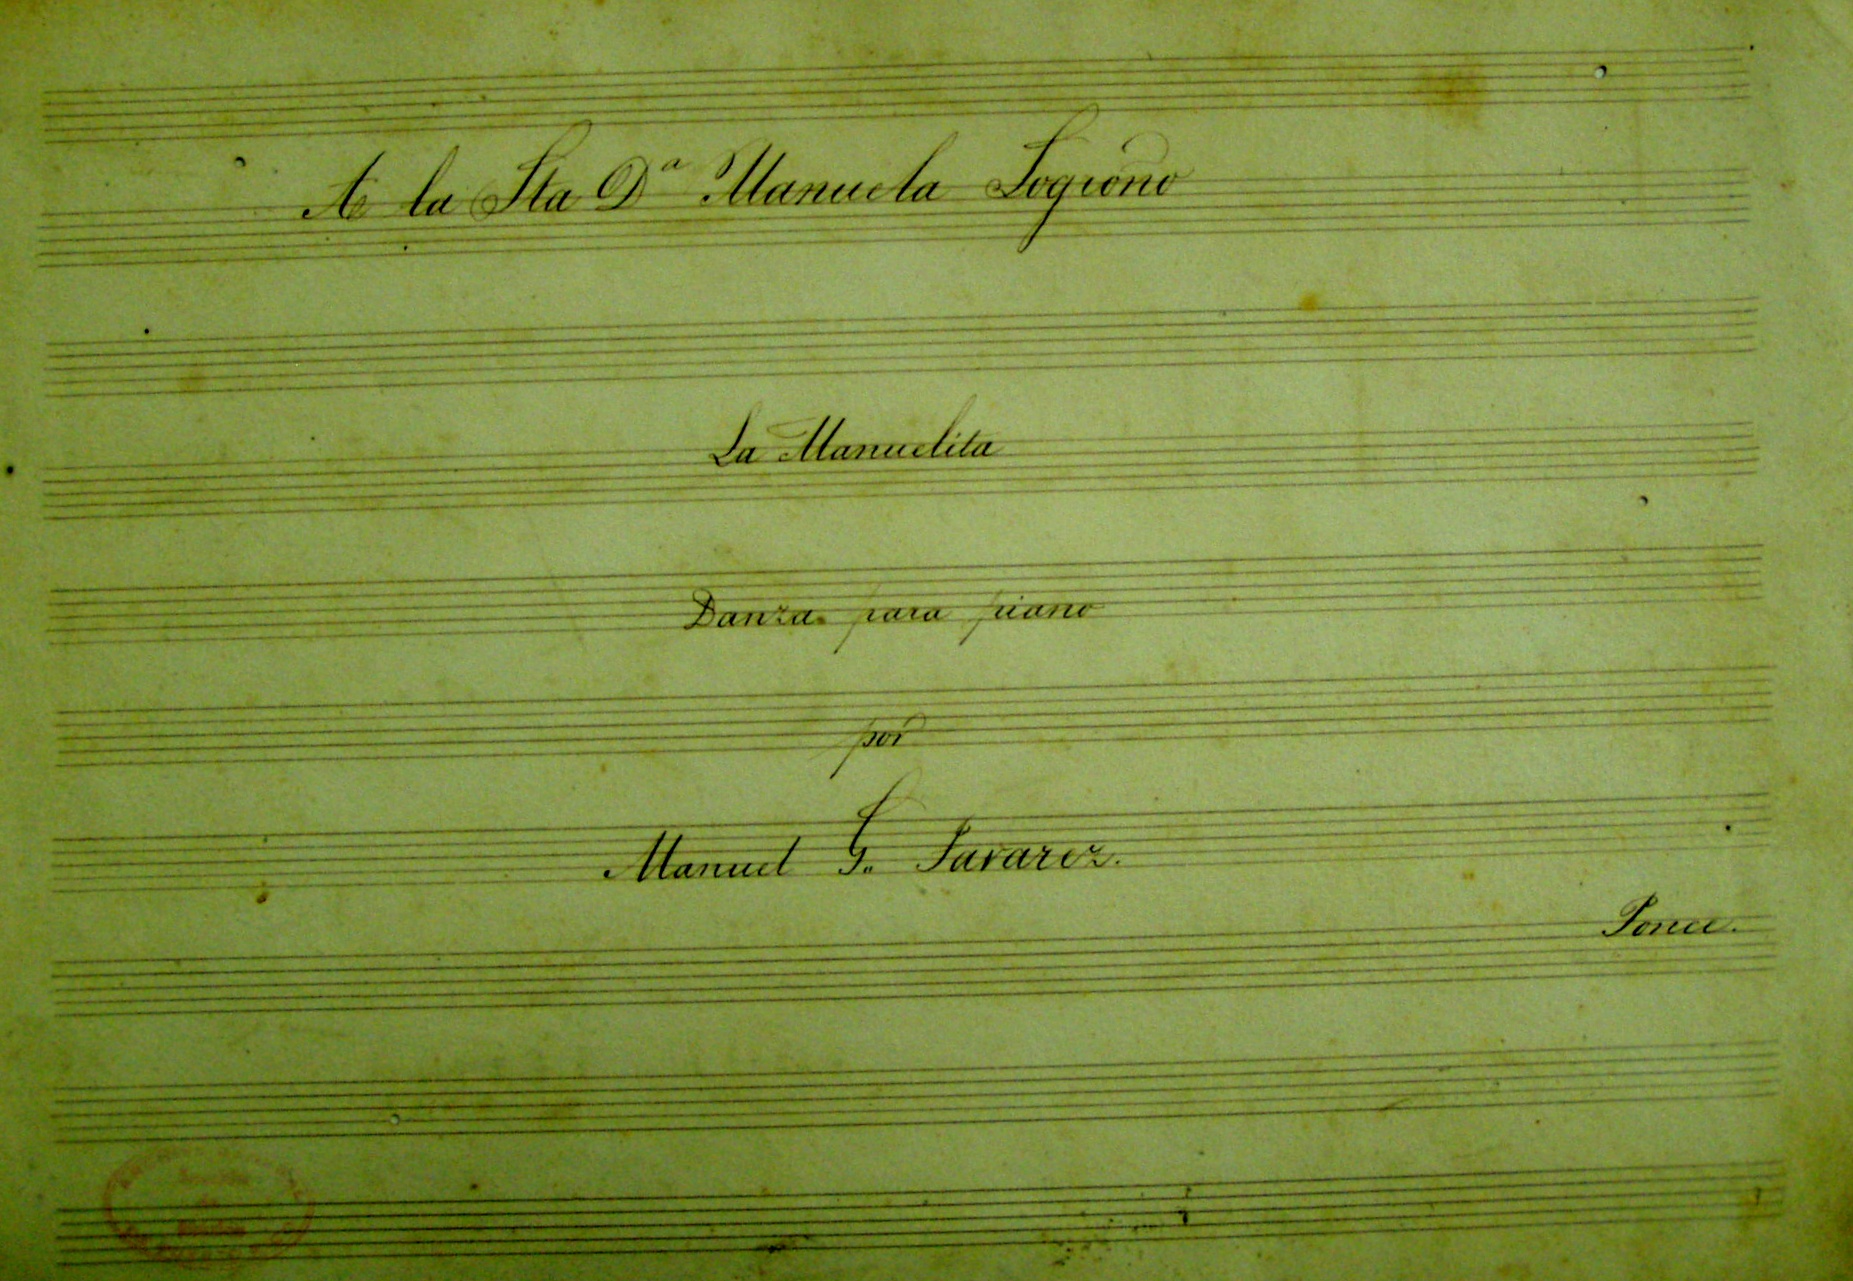 A la Sta Dª Manuela Logroño
La Manuelita
Danza para piano
por
Manuel G. Tavarez.
Ponce.